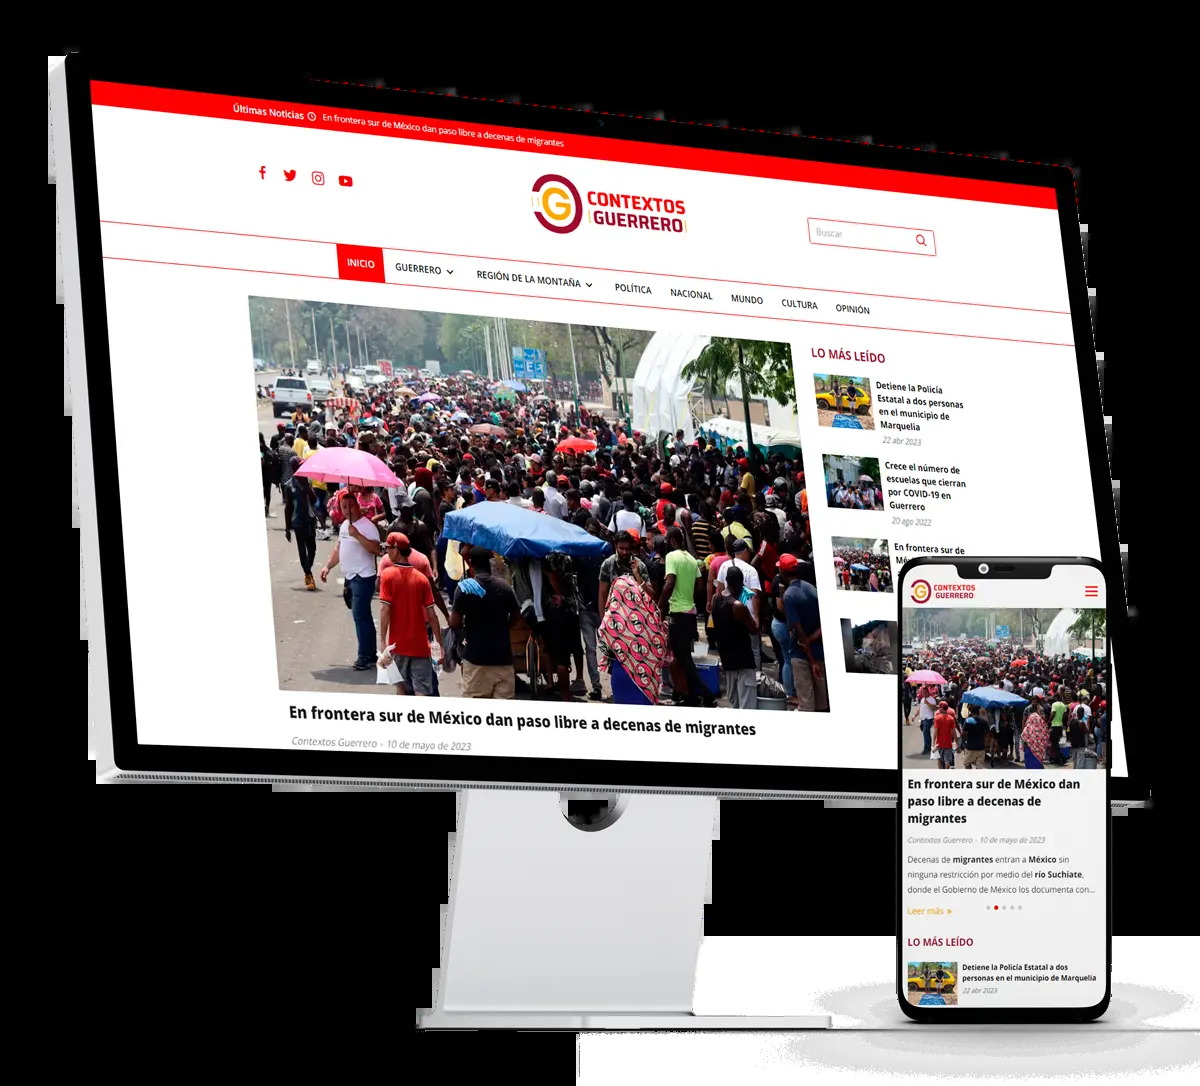 Últimas Noticias En frontera sur de México dan paso libre a decenas de migrantes
CONTEXTOS
GUERRERO
Buscar
INICIO GUERRERO REGIÓN DE LA MONTAÑA POLÍTICA NACIONAL MUNDO CULTURA OPINIÓN
En frontera sur de México dan paso libre a decenas de migrantes
Contextos Guerrero - 10 de mayo de 2023
LO MÁS LEÍDO
Detiene la Policía
Estatal a dos personas
en el municipio de
Marquelia
22 abr 2023
Crece el número de
escuelas que cierran
por COVID-19 en
Guerrero
20 ago 2022
En frontera sur de
CONTEXTOS
GUERRERO
En frontera sur de México dan
paso libre a decenas de
migrantes
Contextos Guerrero - 10 de mayo de 2023
Decenas de migrantes entran a México sin
ninguna restricción por medio del río Suchiate,
donde el Gobierno de México los documenta con...
Leer más »
LO MÁS LEÍDO
Detiene la Policía Estatal a dos
personas en el municipio de Marquelia
22 abr 2023